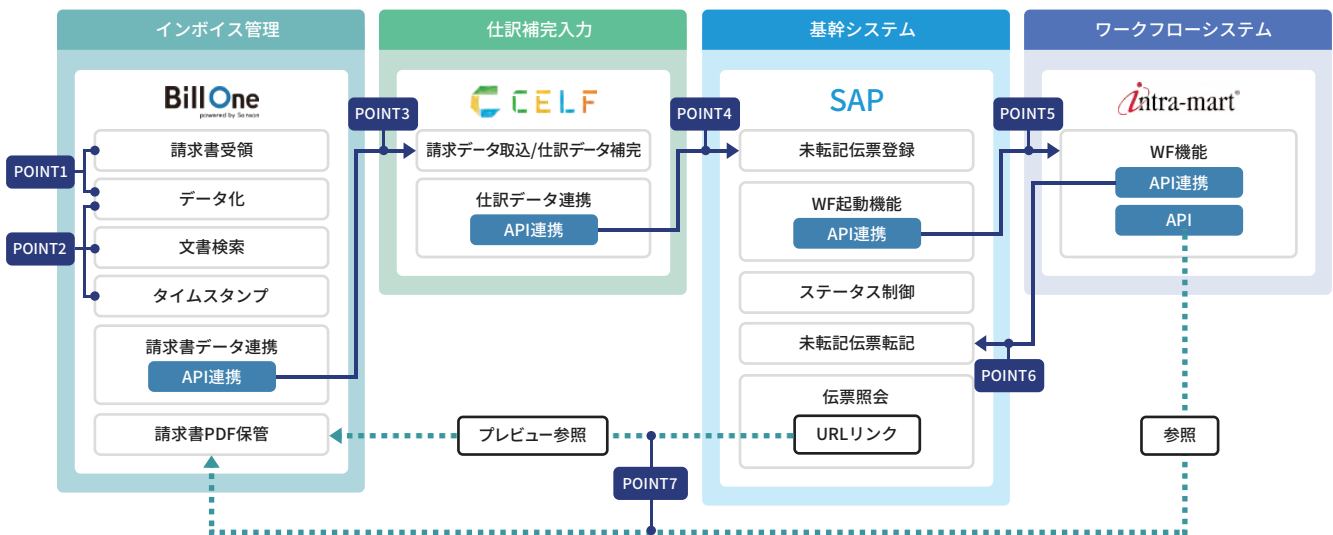 インボイス管理
仕訳補完入力
基幹システム
ワークフローシステム
Bill One
powered by Sansan
請求書受領
データ化
文書検索
タイムスタンプ
請求書データ連携
API連携
請求書PDF保管
POINT1
POINT2
POINT3
CELF
請求データ取込/仕訳データ補完
仕訳データ連携
API連携
POINT4
SAP
未転記伝票登録
WF起動機能
API連携
ステータス制御
未転記伝票転記
伝票照会
URLリンク
POINT5
intra-mart®
WF機能
API連携
API
POINT6
プレビュー参照
参照
POINT7